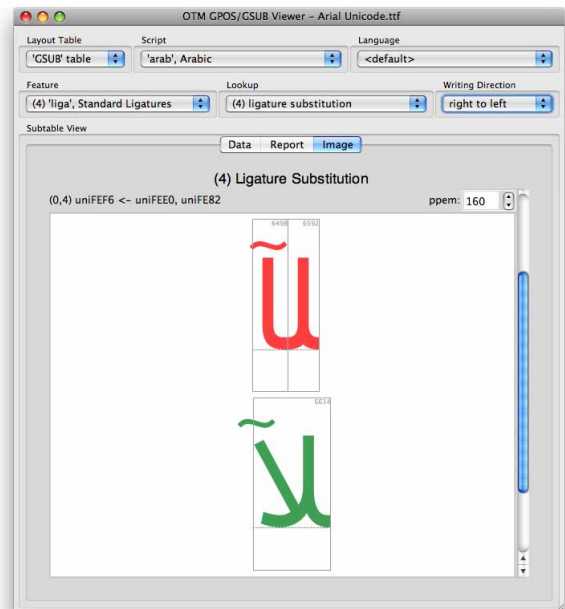 OTM GPOS/GSUB Viewer – Arial Unicode.ttf
Layout Table Script Language
'GSUB' table 'arab', Arabic <default>
Feature Lookup Writing Direction
(4) 'liga', Standard Ligatures (4) ligature substitution right to left
Subtable View
Data Report Image
(4) Ligature Substitution
(0,4) uniFEF6 <- uniFEE0, uniFE82 ppem: 160
6498 6592
6614